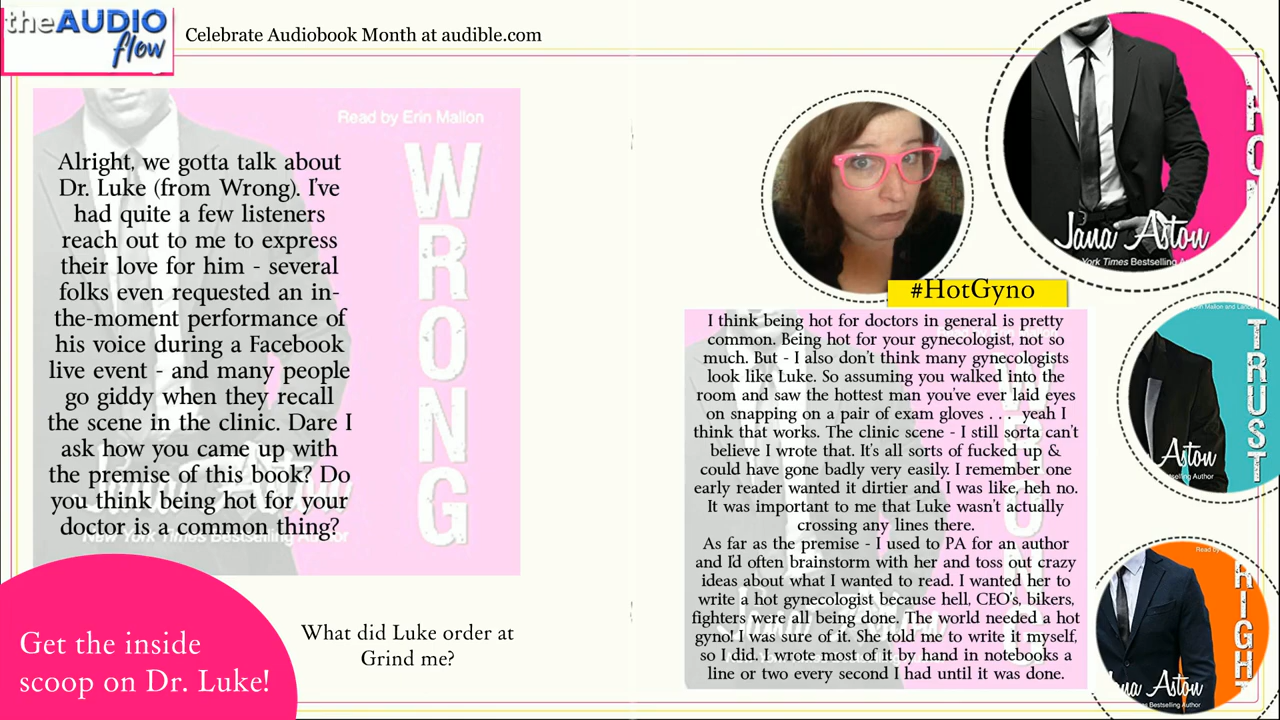 theAUDIO
flow
Celebrate Audiobook Month at audible.com
Read by Erin Mallon
WRONG
Alright, we gotta talk about
Dr. Luke (from Wrong). I've
had quite a few listeners
reach out to me to express
their love for him - several
folks even requested an in-
the-moment performance of
his voice during a Facebook
live event - and many people
go giddy when they recall
the scene in the clinic. Dare I
ask how you came up with
the premise of this book? Do
you think being hot for your
doctor is a common thing?
New York Times Bestselling Author
Get the inside
scoop on Dr. Luke!
What did Luke order at
Grind me?
#HotGyno
I think being hot for doctors in general is pretty
common. Being hot for your gynecologist, not so
much. But - I also don't think many gynecologists
look like Luke. So assuming you walked into the
room and saw the hottest man you've ever laid eyes
on snapping on a pair of exam gloves . . . yeah I
think that works. The clinic scene - I still sorta can't
believe I wrote that. It's all sorts of fucked up &
could have gone badly very easily. I remember one
early reader wanted it dirtier and I was like, heh no.
It was important to me that Luke wasn't actually
crossing any lines there.
As far as the premise - I used to PA for an author
and I'd often brainstorm with her and toss out crazy
ideas about what I wanted to read. I wanted her to
write a hot gynecologist because hell, CEO's, bikers,
fighters were all being done. The world needed a hot
gyno! I was sure of it. She told me to write it myself,
so I did. I wrote most of it by hand in notebooks a
line or two every second I had until it was done.
Jana Aston
York Times Bestselling A
TRUST
Aston
Author
RIGHT
Jana Aston
Bestselling Author